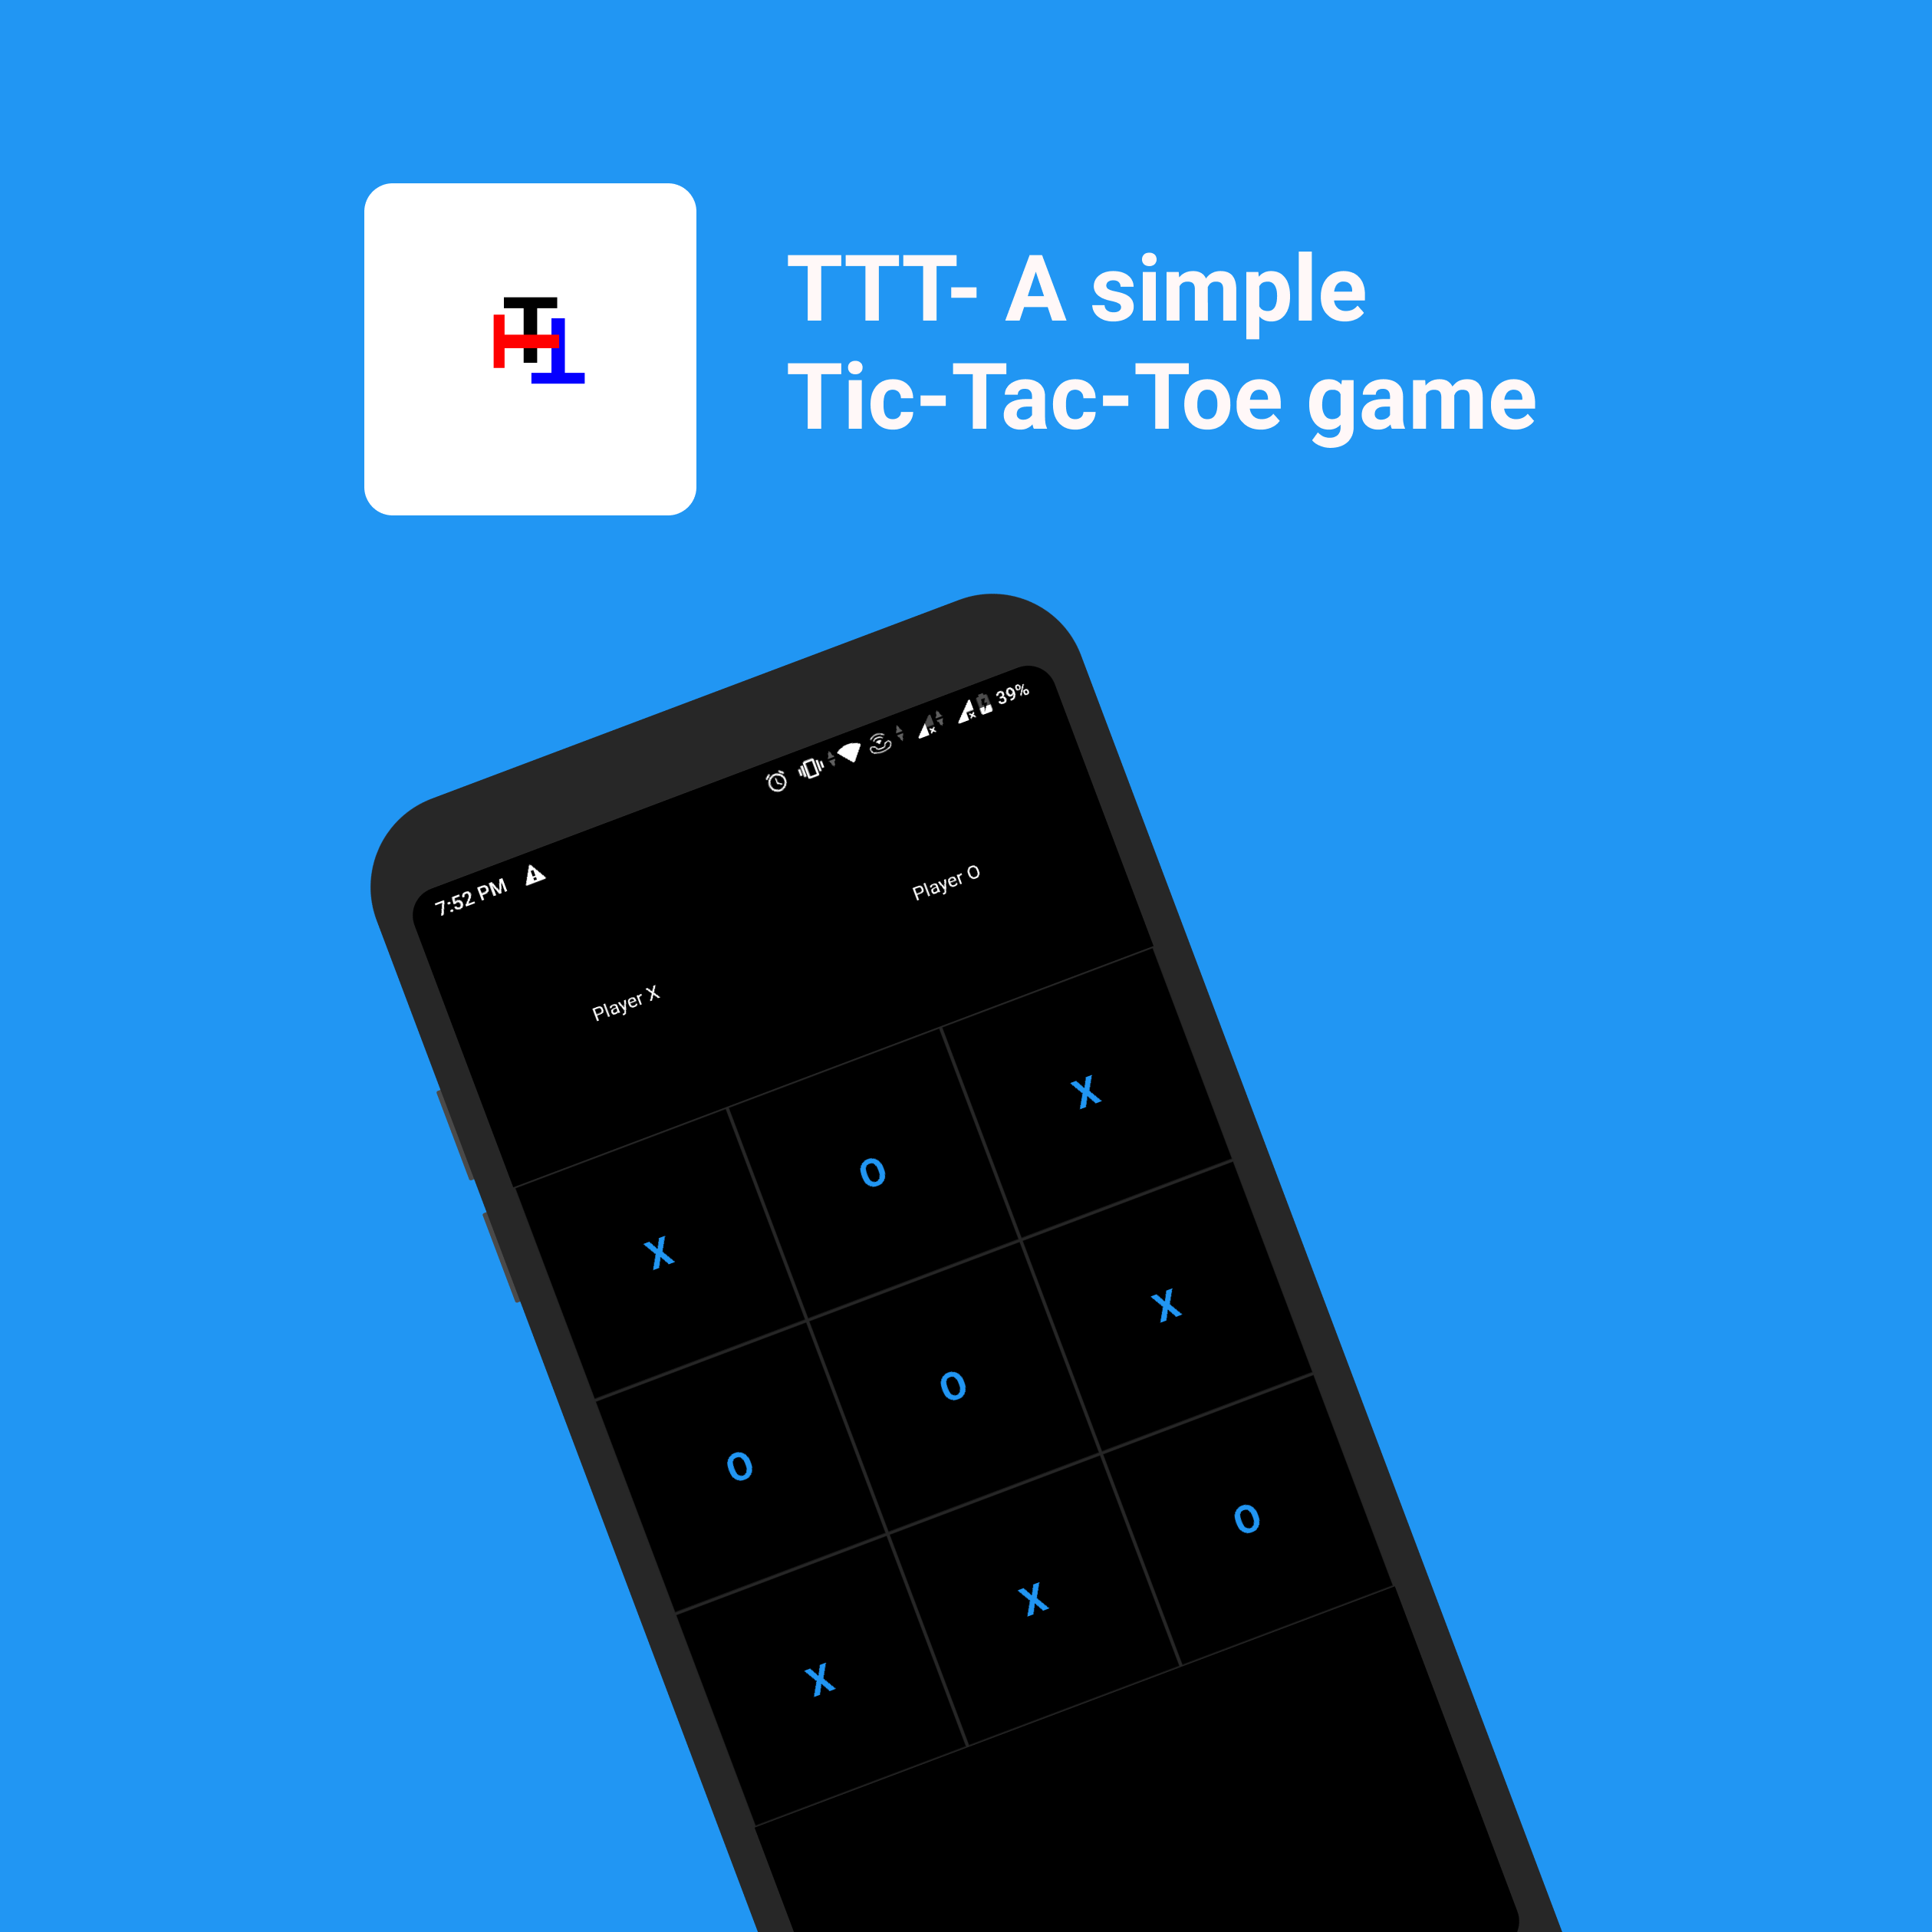 T
T
T
TTT- A simple
Tic-Tac-Toe game
7:52 PM
39%
Player X
Player O
X O X
O O X
X X O